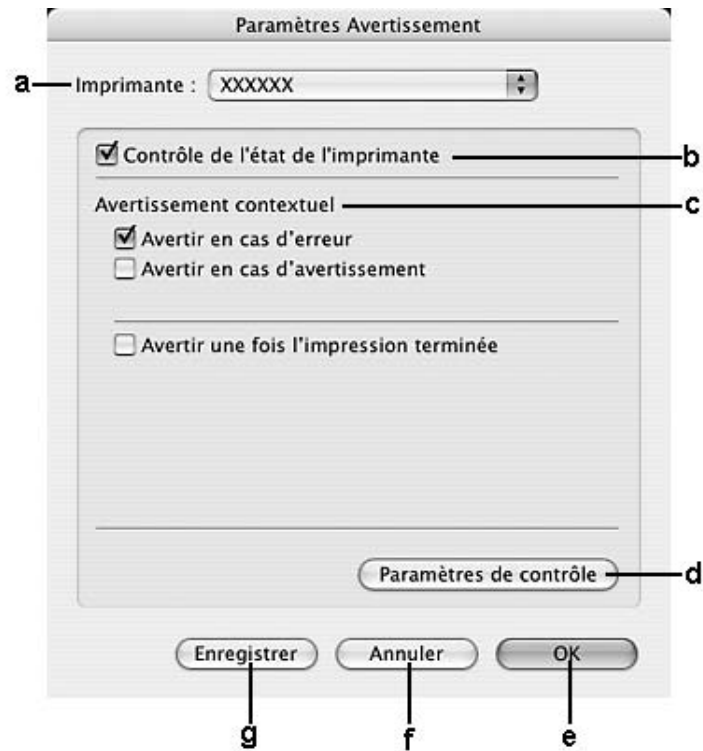 Paramètres Avertissement
a Imprimante : XXXXXX
Contrôle de l'état de l'imprimante b
Avertissement contextuel c
Avertir en cas d'erreur
Avertir en cas d'avertissement
Avertir une fois l'impression terminée
Paramètres de contrôle d
Enregistrer Annuler OK
g f e